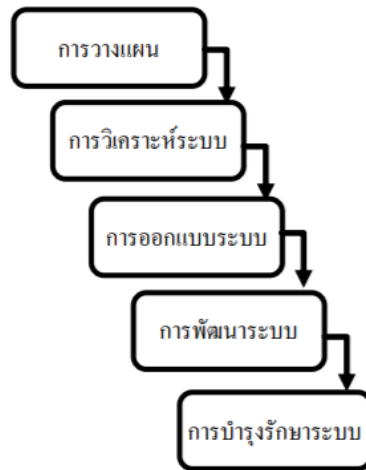 การวางแผน
การวิเคราะห์ระบบ
การออกแบบระบบ
การพัฒนาระบบ
การบำรุงรักษาระบบ